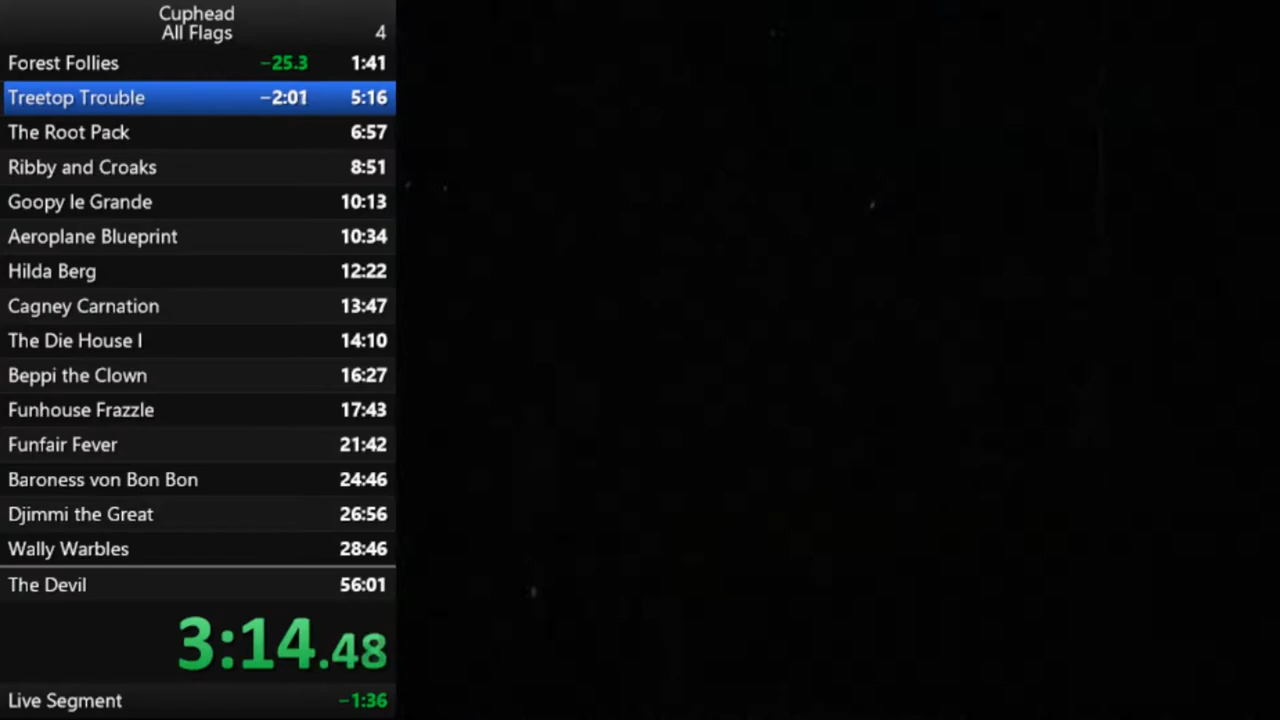 Cuphead
All Flags 4
Forest Follies −25.3 1:41
Treetop Trouble −2:01 5:16
The Root Pack 6:57
Ribby and Croaks 8:51
Goopy le Grande 10:13
Aeroplane Blueprint 10:34
Hilda Berg 12:22
Cagney Carnation 13:47
The Die House I 14:10
Beppi the Clown 16:27
Funhouse Frazzle 17:43
Funfair Fever 21:42
Baroness von Bon Bon 24:46
Djimmi the Great 26:56
Wally Warbles 28:46
The Devil 56:01
3:14.48
Live Segment −1:36